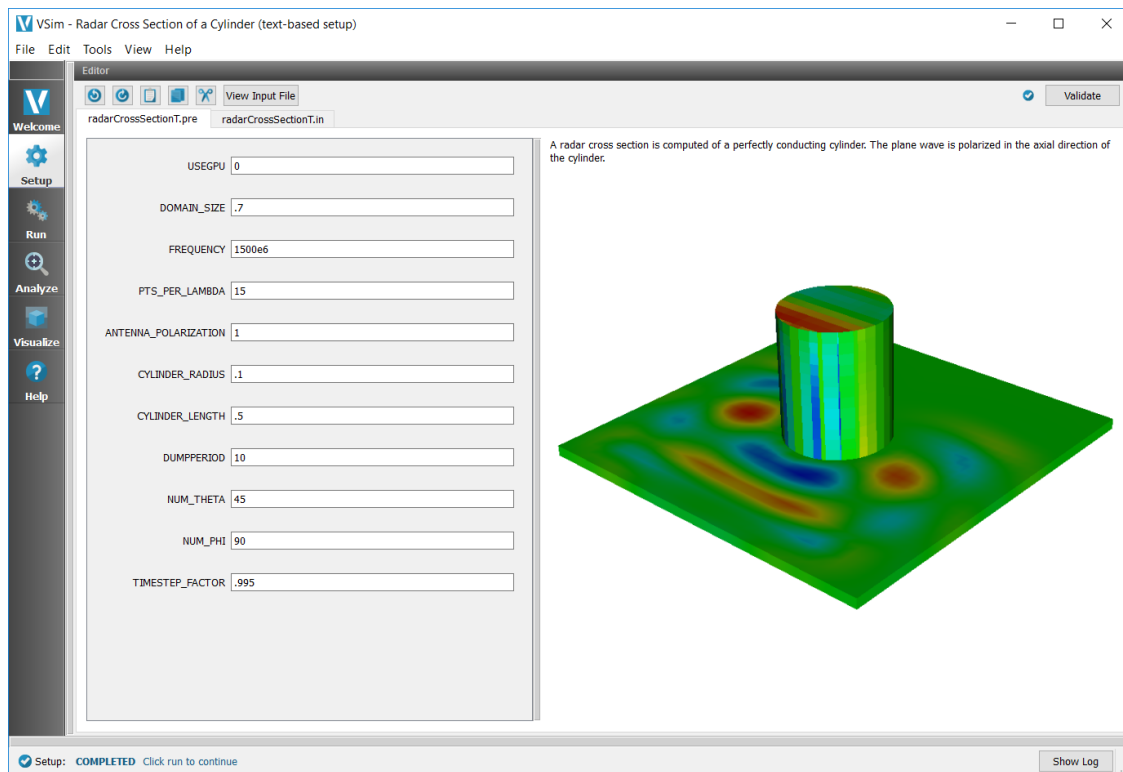 VSim - Radar Cross Section of a Cylinder (text-based setup)
File Edit Tools View Help
Editor
View Input File
Validate
radarCrossSectionT.pre radarCrossSectionT.in
Welcome
Setup
Run
Analyze
Visualize
Help
USEGPU 0
DOMAIN_SIZE .7
FREQUENCY 1500e6
PTS_PER_LAMBDA 15
ANTENNA_POLARIZATION 1
CYLINDER_RADIUS .1
CYLINDER_LENGTH .5
DUMPPERIOD 10
NUM_THETA 45
NUM_PHI 90
TIMESTEP_FACTOR .995
A radar cross section is computed of a perfectly conducting cylinder. The plane wave is polarized in the axial direction of
the cylinder.
Setup: COMPLETED Click run to continue
Show Log